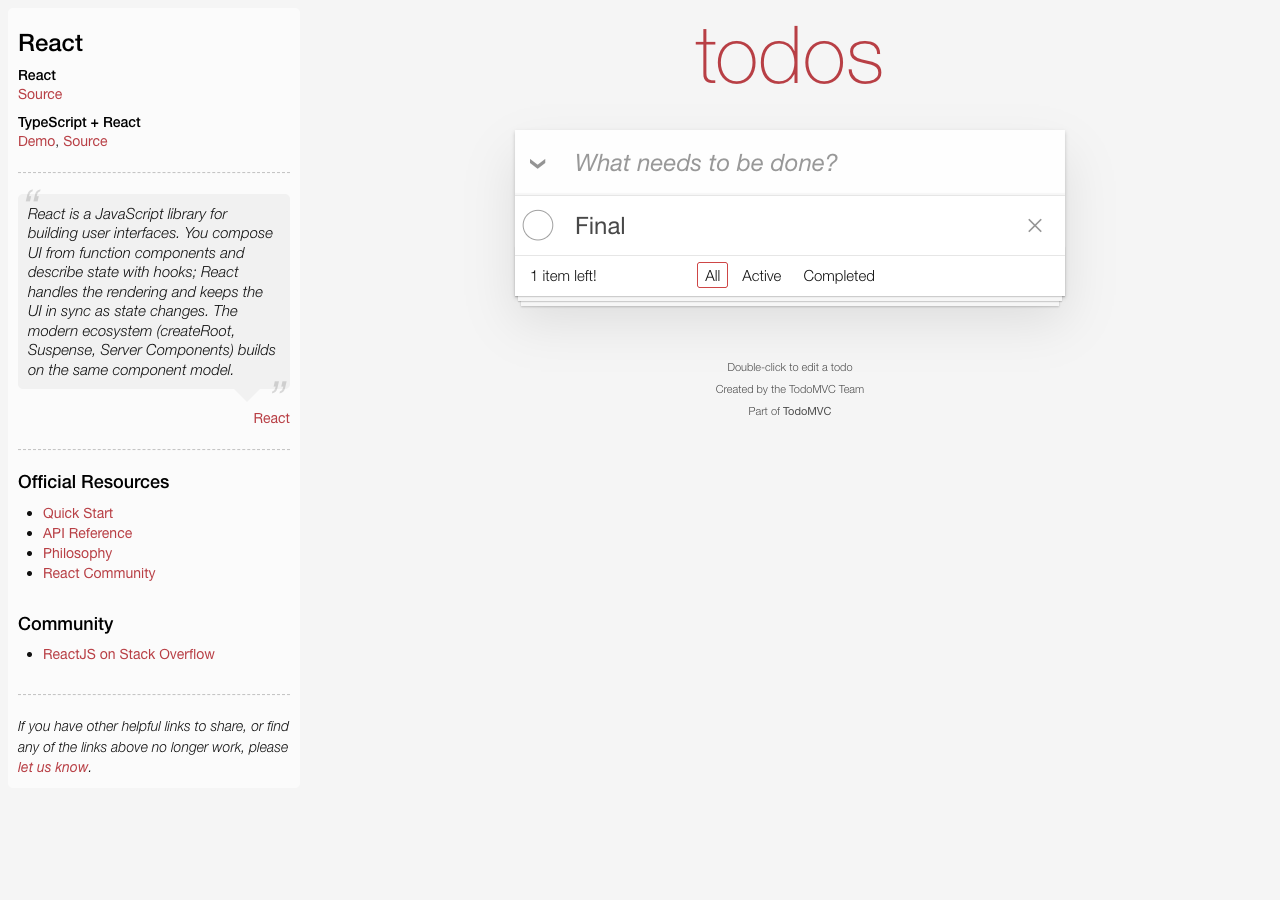 React
React
Source
TypeScript + React
Demo, Source
“
React is a JavaScript library for
building user interfaces. You compose
UI from function components and
describe state with hooks; React
handles the rendering and keeps the
UI in sync as state changes. The
modern ecosystem (createRoot,
Suspense, Server Components) builds
on the same component model.
”
React
Official Resources
Quick Start
API Reference
Philosophy
React Community
Community
ReactJS on Stack Overflow
If you have other helpful links to share, or find
any of the links above no longer work, please
let us know.
todos
What needs to be done?
Final
1 item left! All Active Completed
Double-click to edit a todo
Created by the TodoMVC Team
Part of TodoMVC